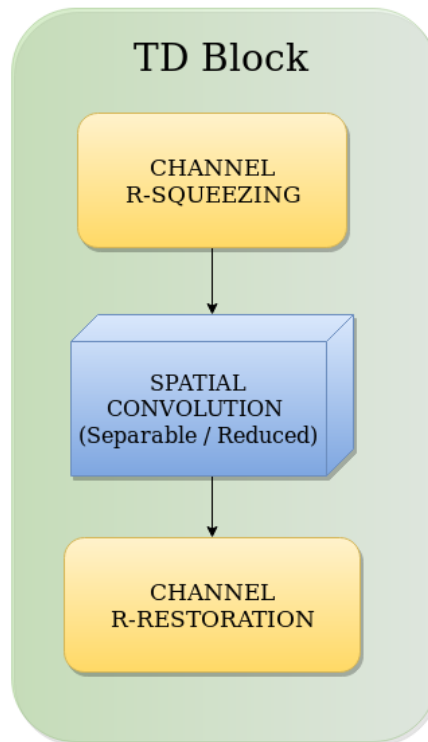 TD Block
CHANNEL
R-SQUEEZING
SPATIAL
CONVOLUTION
(Separable / Reduced)
CHANNEL
R-RESTORATION